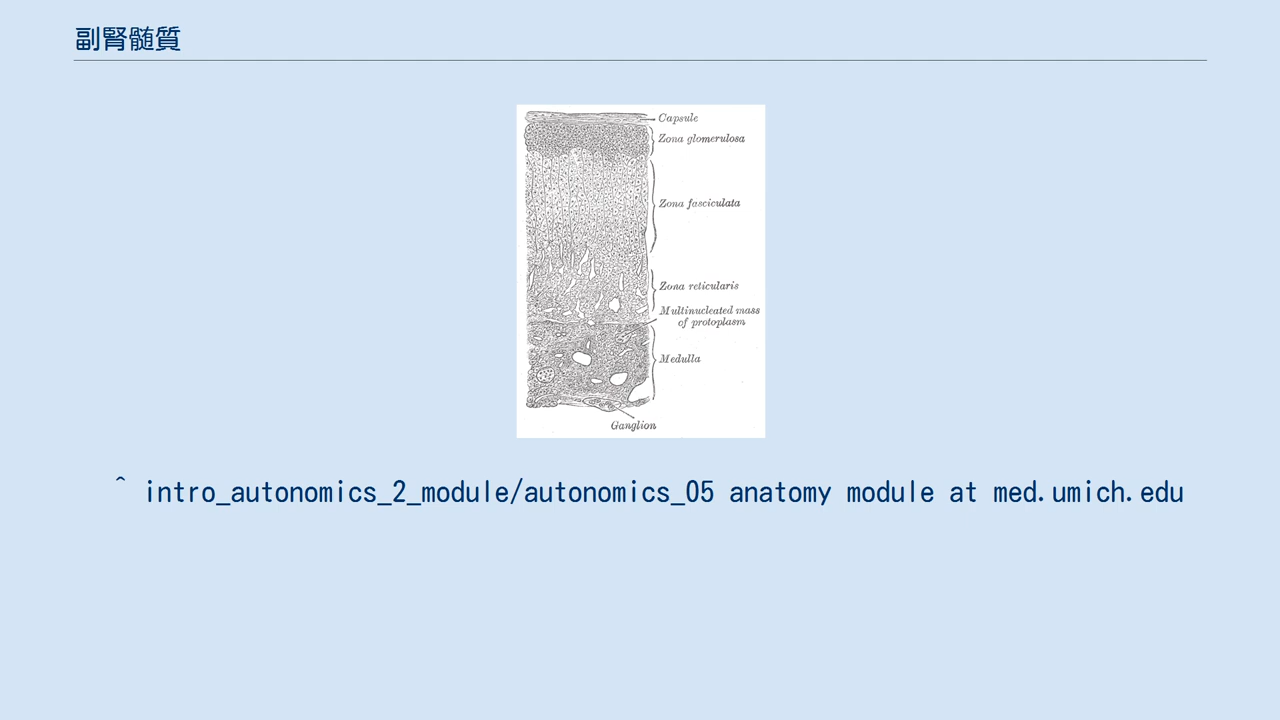 副腎髄質
Capsule
Zona glomerulosa
Zona fasciculata
Zona reticularis
Multinucleated mass
of protoplasm
Medulla
Ganglion
^ intro_autonomics_2_module/autonomics_05 anatomy module at med.umich.edu